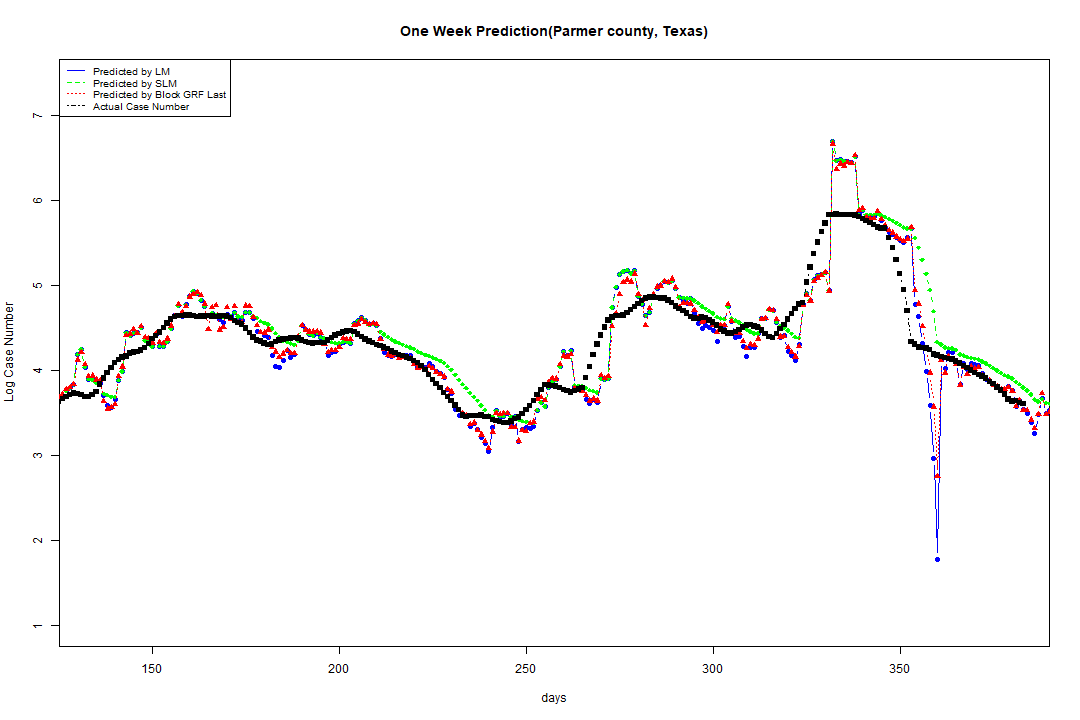 One Week Prediction(Parmer county, Texas)
Predicted by LM
Predicted by SLM
Predicted by Block GRF Last
Actual Case Number
Log Case Number
7
6
5
4
3
2
1
150 200 250 300 350
days